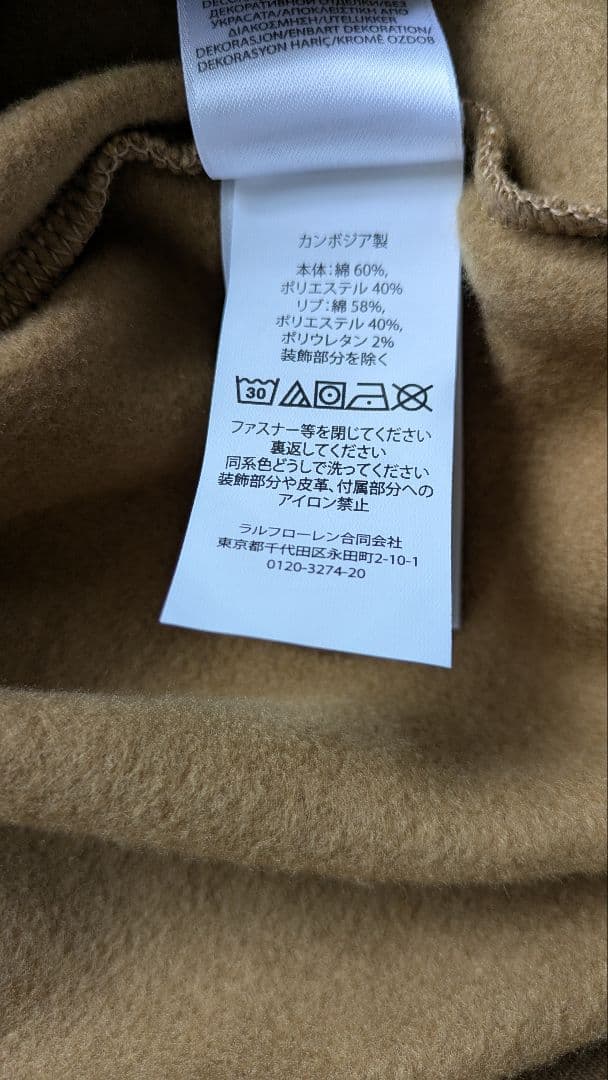 ДЕКОРАТИВНОЙ ОТДЕЛКИ/БЕЗ
УКРАСАТА/ΑΠΟΚΛΕΙΣΤΙΚΗ ΑΠΟ
ΔΙΑΚΟΣΜΗΣΗ/UTELUKKER
DEKORASJON/ENBART DEKORATION/
DEKORASYON HARİÇ/KROMĚ OZDOB
カンボジア製
本体:綿 60%,
ポリエステル 40%
リブ:綿 58%,
ポリエステル 40%,
ポリウレタン 2%
装飾部分を除く
30
ファスナー等を閉じてください
裏返してください
同系色どうしで洗ってください
装飾部分や皮革、付属部分への
アイロン禁止
ラルフローレン合同会社
東京都千代田区永田町2-10-1
0120-3274-20